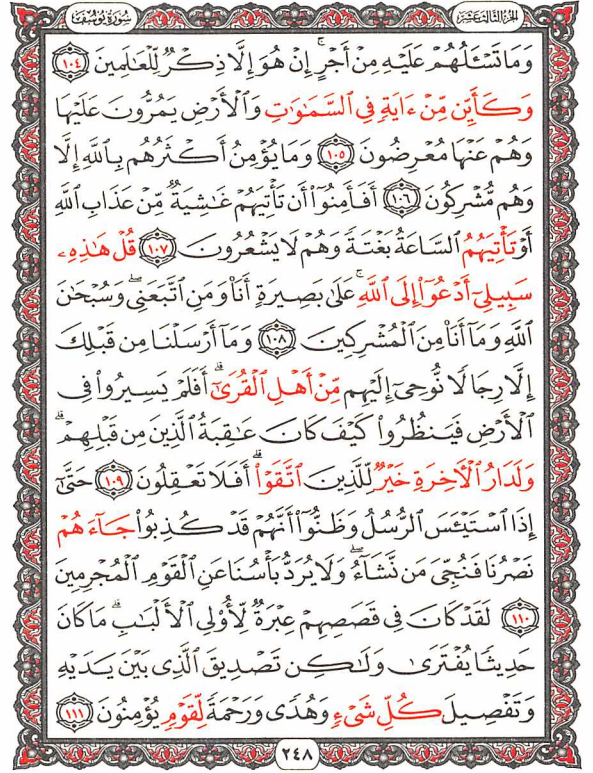 الجزء الثالث عشر
سورة يوسف
وَمَا تَسْـَٔلُهُمْ عَلَيْهِ مِنْ أَجْرٍ ۚ إِنْ هُوَ إِلَّا ذِكْرٌ لِّلْعَٰلَمِينَ ١٠٤
وَكَأَيِّن مِّنْ ءَايَةٍ فِى ٱلسَّمَٰوَٰتِ وَٱلْأَرْضِ يَمُرُّونَ عَلَيْهَا
وَهُمْ عَنْهَا مُعْرِضُونَ ١٠٥ وَمَا يُؤْمِنُ أَكْثَرُهُم بِٱللَّهِ إِلَّا
وَهُم مُّشْرِكُونَ ١٠٦ أَفَأَمِنُوٓا۟ أَن تَأْتِيَهُمْ غَٰشِيَةٌ مِّنْ عَذَابِ ٱللَّهِ
أَوْ تَأْتِيَهُمُ ٱلسَّاعَةُ بَغْتَةً وَهُمْ لَا يَشْعُرُونَ ١٠٧ قُلْ هَٰذِهِۦ
سَبِيلِىٓ أَدْعُوٓا۟ إِلَى ٱللَّهِ ۚ عَلَىٰ بَصِيرَةٍ أَنَا۠ وَمَنِ ٱتَّبَعَنِى ۖ وَسُبْحَٰنَ
ٱللَّهِ وَمَآ أَنَا۠ مِنَ ٱلْمُشْرِكِينَ ١٠٨ وَمَآ أَرْسَلْنَا مِن قَبْلِكَ
إِلَّا رِجَالًا نُّوحِىٓ إِلَيْهِم مِّنْ أَهْلِ ٱلْقُرَىٰٓ ۗ أَفَلَمْ يَسِيرُوا۟ فِى
ٱلْأَرْضِ فَيَنظُرُوا۟ كَيْفَ كَانَ عَٰقِبَةُ ٱلَّذِينَ مِن قَبْلِهِمْ ۗ
وَلَدَارُ ٱلْءَاخِرَةِ خَيْرٌ لِّلَّذِينَ ٱتَّقَوْا۟ ۗ أَفَلَا تَعْقِلُونَ ١٠٩ حَتَّىٰٓ
إِذَا ٱسْتَيْـَٔسَ ٱلرُّسُلُ وَظَنُّوٓا۟ أَنَّهُمْ قَدْ كُذِبُوا۟ جَآءَهُمْ
نَصْرُنَا فَنُجِّىَ مَن نَّشَآءُ ۖ وَلَا يُرَدُّ بَأْسُنَا عَنِ ٱلْقَوْمِ ٱلْمُجْرِمِينَ
١١٠ لَقَدْ كَانَ فِى قَصَصِهِمْ عِبْرَةٌ لِّأُو۟لِى ٱلْأَلْبَٰبِ ۗ مَا كَانَ
حَدِيثًا يُفْتَرَىٰ وَلَٰكِن تَصْدِيقَ ٱلَّذِى بَيْنَ يَدَيْهِ
وَتَفْصِيلَ كُلِّ شَىْءٍ وَهُدًى وَرَحْمَةً لِّقَوْمٍ يُؤْمِنُونَ ١١١
٢٤٨